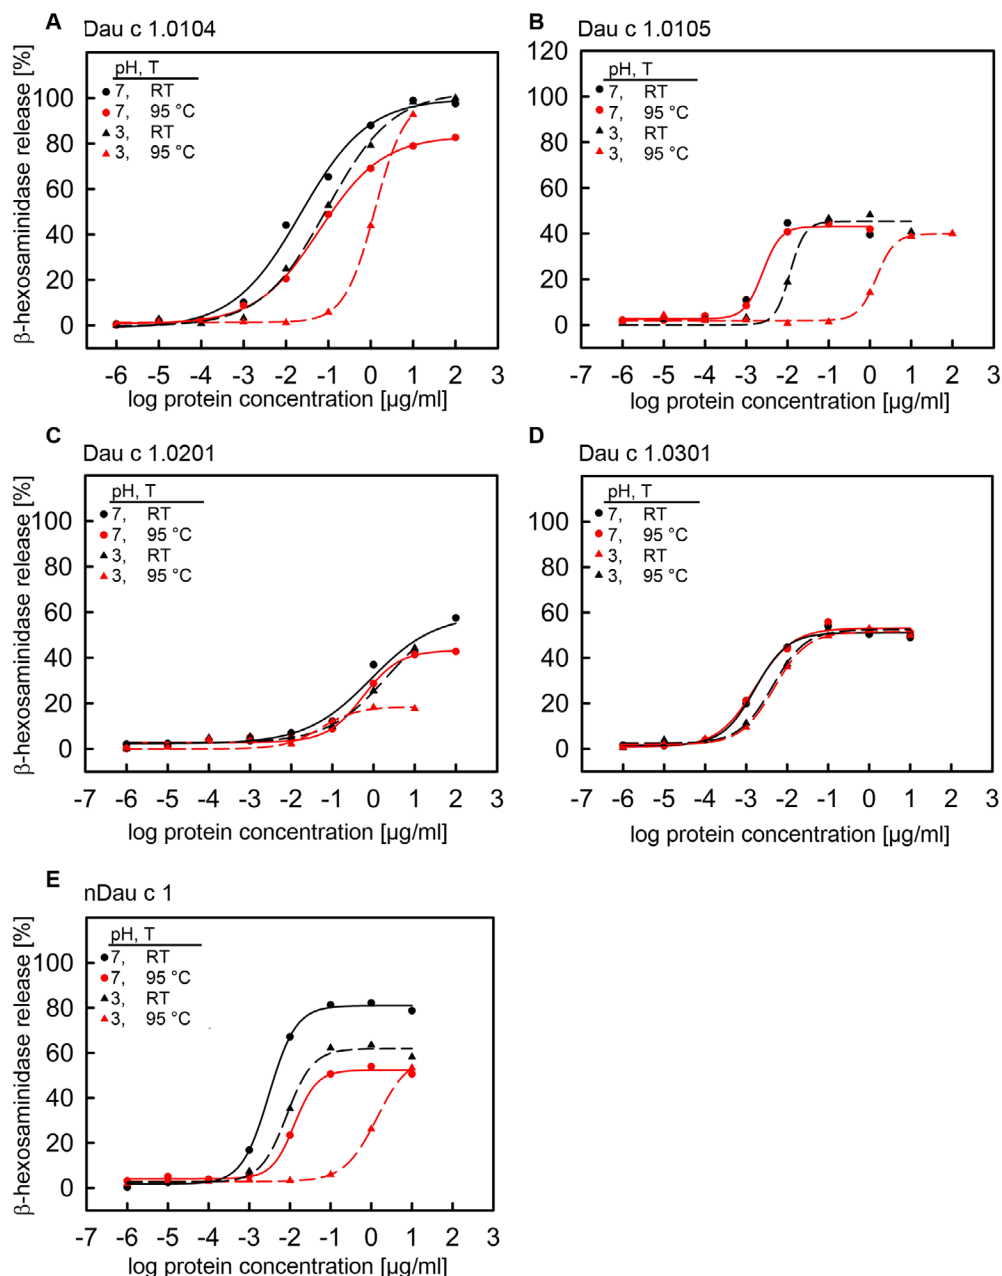 A
Dau c 1.0104
β-hexosaminidase release [%]
pH, T
7, RT
7, 95 °C
3, RT
3, 95 °C
100
80
60
40
20
0
-6 -5 -4 -3 -2 -1 0 1 2 3
log protein concentration [µg/ml]
B
Dau c 1.0105
pH, T
7, RT
7, 95 °C
3, RT
3, 95 °C
120
100
80
60
40
20
0
-7 -6 -5 -4 -3 -2 -1 0 1 2 3
log protein concentration [µg/ml]
C
Dau c 1.0201
β-hexosaminidase release [%]
pH, T
7, RT
7, 95 °C
3, RT
3, 95 °C
100
80
60
40
20
0
-7 -6 -5 -4 -3 -2 -1 0 1 2 3
log protein concentration [µg/ml]
D
Dau c 1.0301
pH, T
7, RT
7, 95 °C
3, RT
3, 95 °C
100
80
60
40
20
0
-7 -6 -5 -4 -3 -2 -1 0 1 2 3
log protein concentration [µg/ml]
E
nDau c 1
β-hexosaminidase release [%]
pH, T
7, RT
7, 95 °C
3, RT
3, 95 °C
100
80
60
40
20
0
-7 -6 -5 -4 -3 -2 -1 0 1 2 3
log protein concentration [µg/ml]